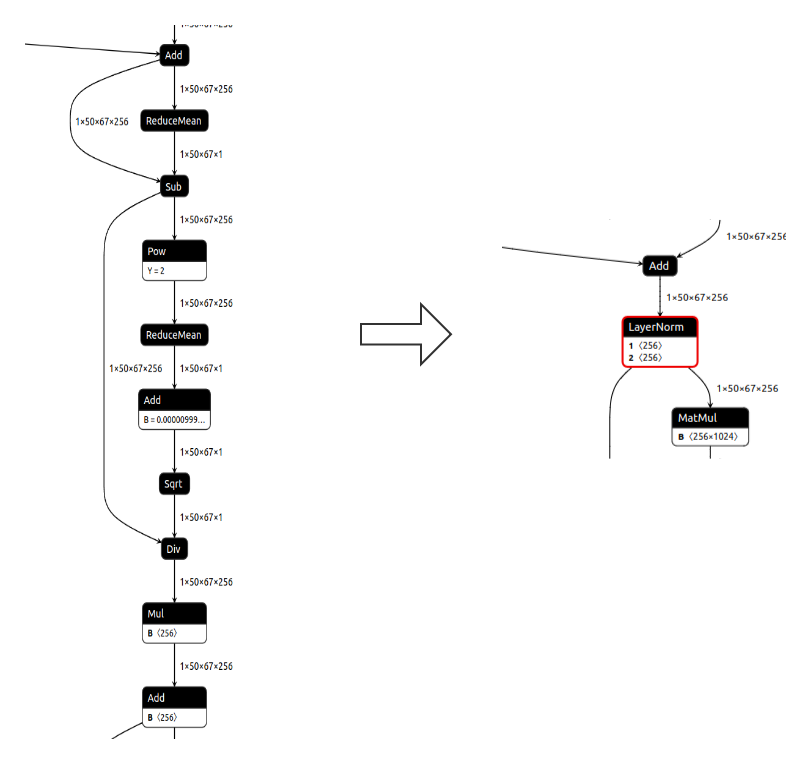 Add
1×50×67×256
ReduceMean
1×50×67×256
1×50×67×1
Sub
1×50×67×256
Pow
Y = 2
1×50×67×256
ReduceMean
1×50×67×256
1×50×67×1
Add
B = 0.00000999...
1×50×67×1
Sqrt
1×50×67×1
Div
1×50×67×256
Mul
B ⟨256⟩
1×50×67×256
Add
B ⟨256⟩
1×50×67×256
Add
1×50×67×256
LayerNorm
1 ⟨256⟩
2 ⟨256⟩
1×50×67×256
MatMul
B ⟨256×1024⟩